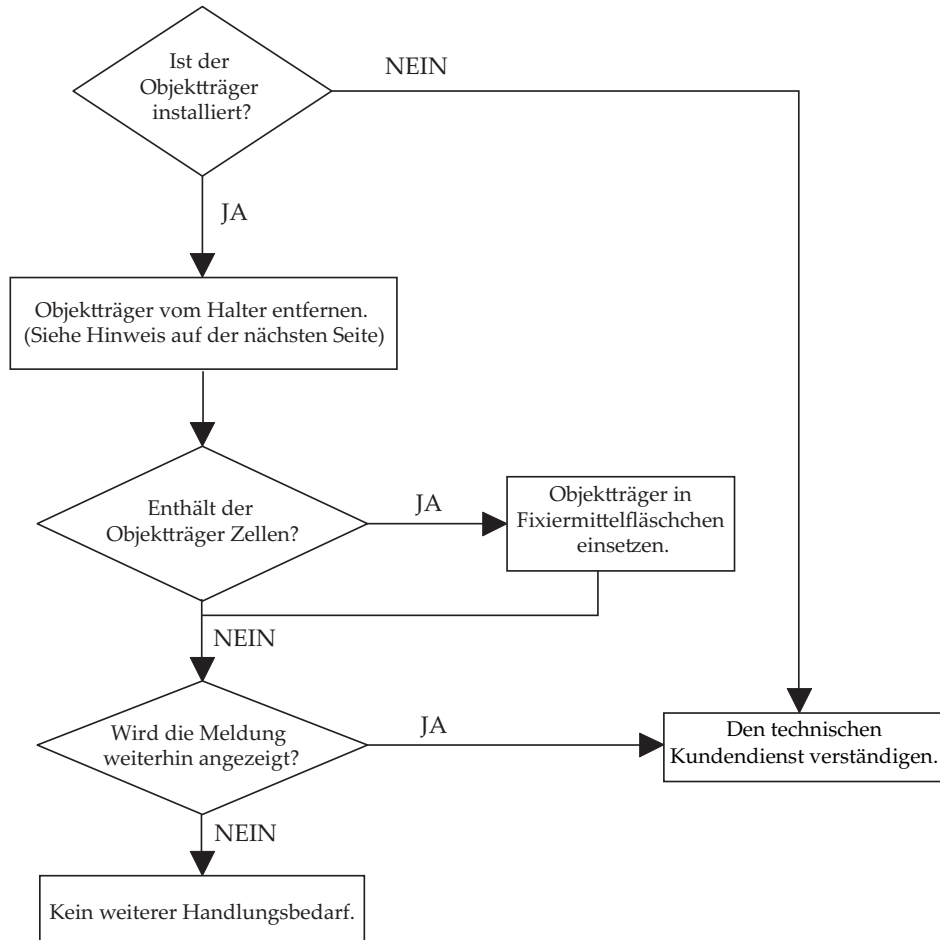 Ist der
Objektträger
installiert?
NEIN
JA
Objektträger vom Halter entfernen.
(Siehe Hinweis auf der nächsten Seite)
Enthält der
Objektträger Zellen?
JA
Objektträger in
Fixiermittelfläschchen
einsetzen.
NEIN
Wird die Meldung
weiterhin angezeigt?
JA
Den technischen
Kundendienst verständigen.
NEIN
Kein weiterer Handlungsbedarf.